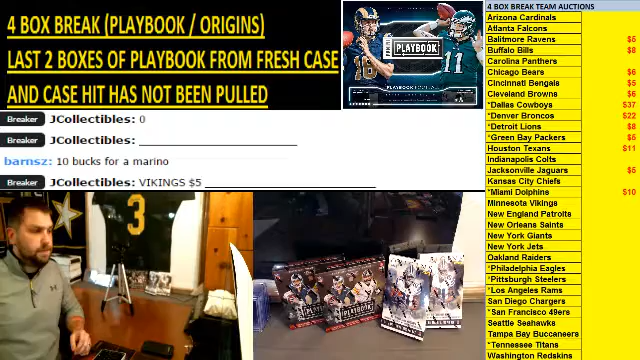 4 BOX BREAK (PLAYBOOK / ORIGINS)
LAST 2 BOXES OF PLAYBOOK FROM FRESH CASE
AND CASE HIT HAS NOT BEEN PULLED
PLAYBOOK
Breaker JCollectibles: 0
Breaker JCollectibles: ____________________
barnsz: 10 bucks for a marino
Breaker JCollectibles: VIKINGS $5 ____________________
3
4 BOX BREAK TEAM AUCTIONS
Arizona Cardinals
Atlanta Falcons
Balitmore Ravens $6
Buffalo Bills $8
Carolina Panthers
Chicago Bears $6
Cincinnati Bengals $5
Cleveland Browns $6
*Dallas Cowboys $37
*Denver Broncos $22
*Detroit Lions $8
*Green Bay Packers $5
Houston Texans $11
Indianapolis Colts
Jacksonville Jaguars $5
Kansas City Chiefs
*Miami Dolphins $10
Minnesota Vikings
New England Patroits
New Orleans Saints
New York Giants
New York Jets
Oakland Raiders
*Philadelphia Eagles
*Pittsburgh Steelers
*Los Angeles Rams
San Diego Chargers
*San Francisco 49ers
Seattle Seahawks
Tampa Bay Buccaneers
*Tennessee Titans
Washington Redskins